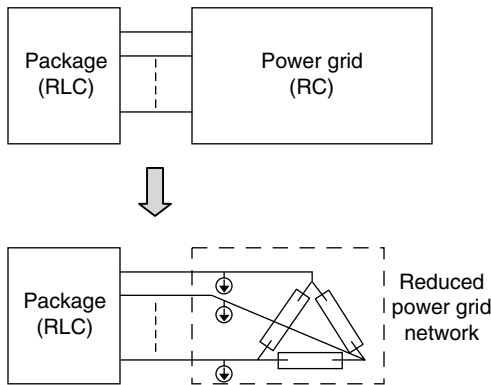 Package
(RLC)
Power grid
(RC)
Package
(RLC)
Reduced
power grid
network